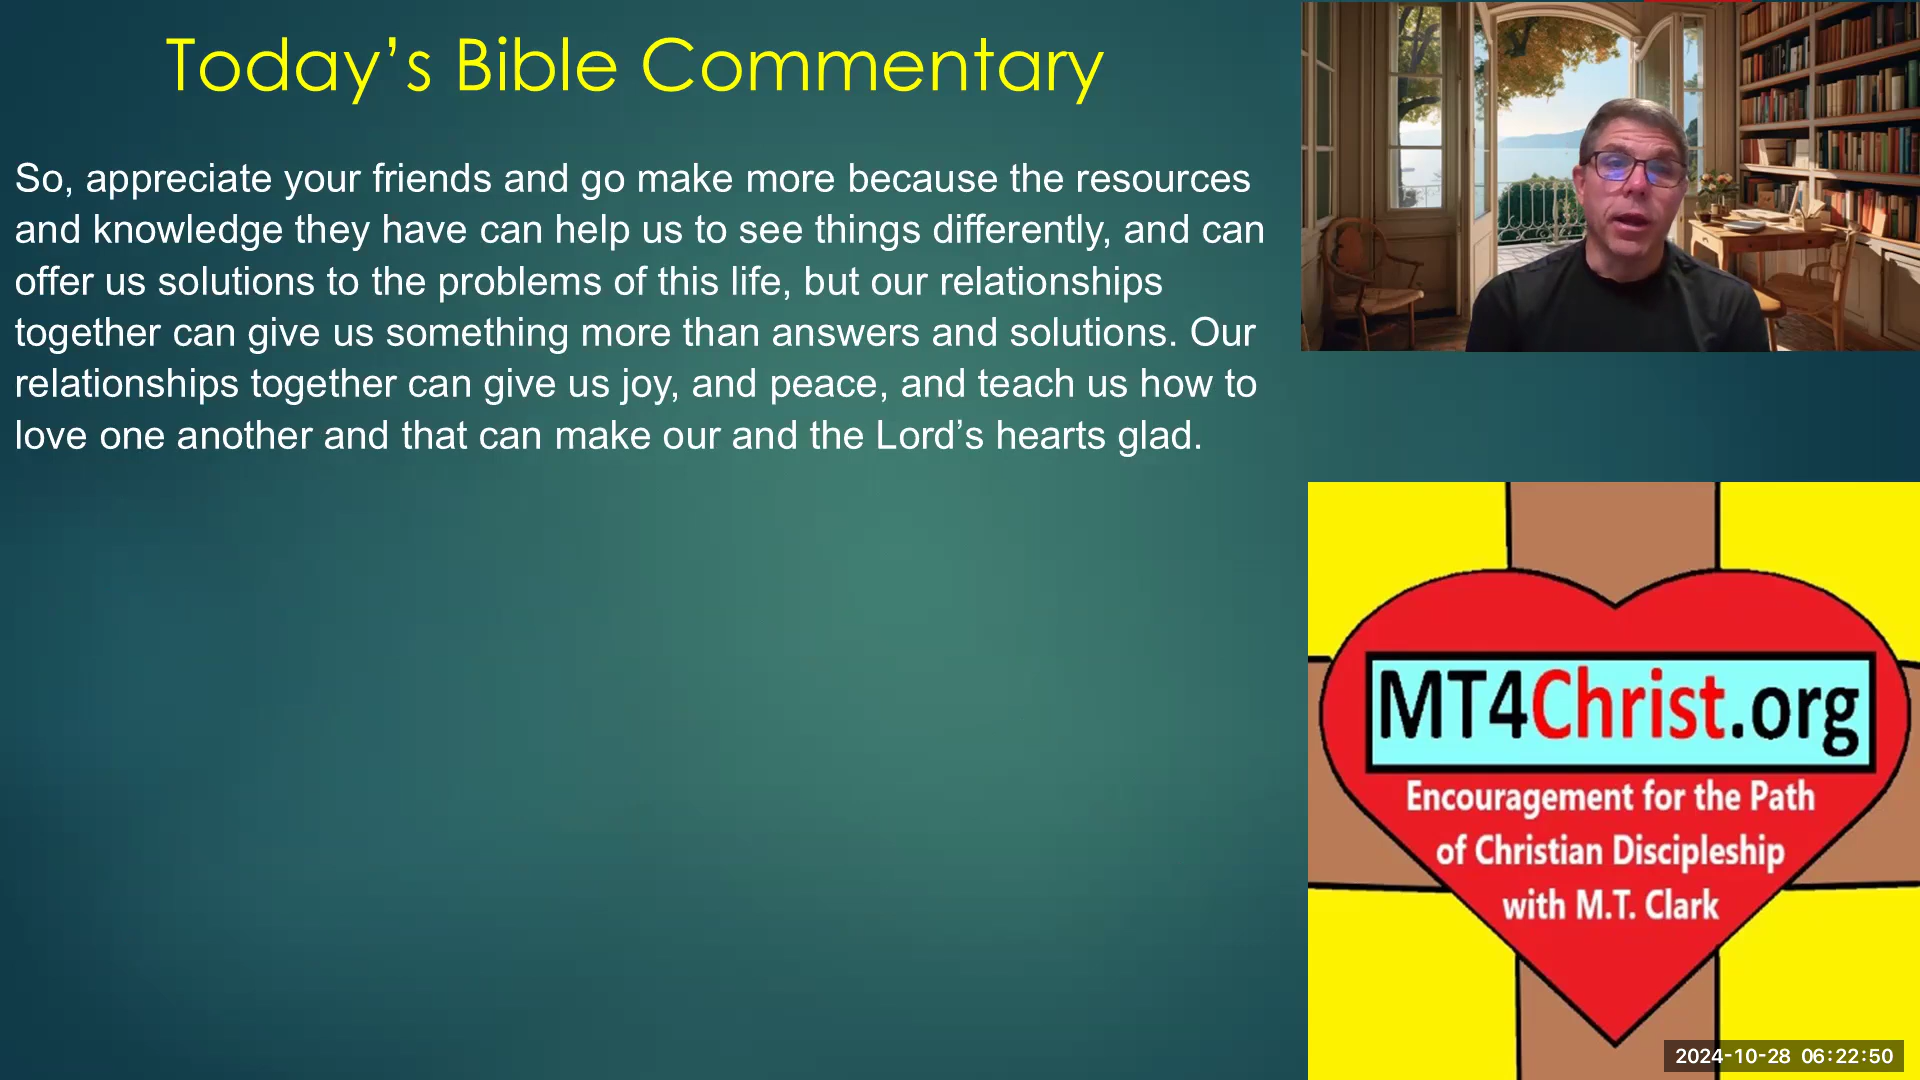 Today’s Bible Commentary
So, appreciate your friends and go make more because the resources
and knowledge they have can help us to see things differently, and can
offer us solutions to the problems of this life, but our relationships
together can give us something more than answers and solutions. Our
relationships together can give us joy, and peace, and teach us how to
love one another and that can make our and the Lord’s hearts glad.
MT4Christ.org
Encouragement for the Path
of Christian Discipleship
with M.T. Clark
2024-10-28 06:22:50